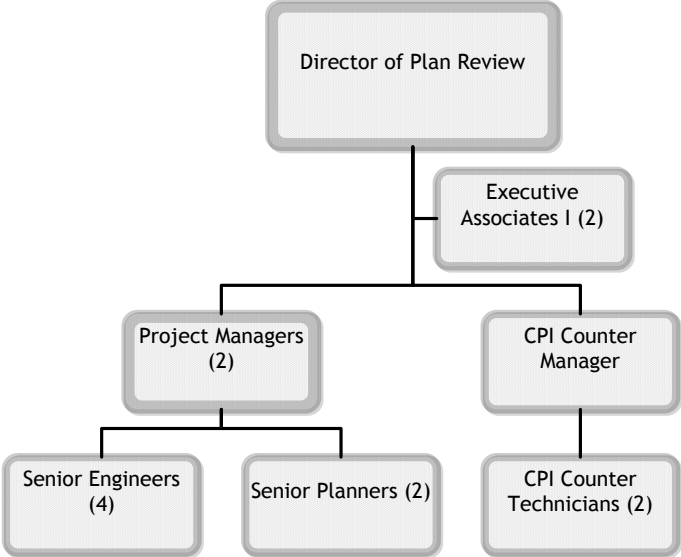 Director of Plan Review
Executive
Associates I (2)
Project Managers
(2)
CPI Counter
Manager
Senior Engineers
(4)
Senior Planners (2)
CPI Counter
Technicians (2)